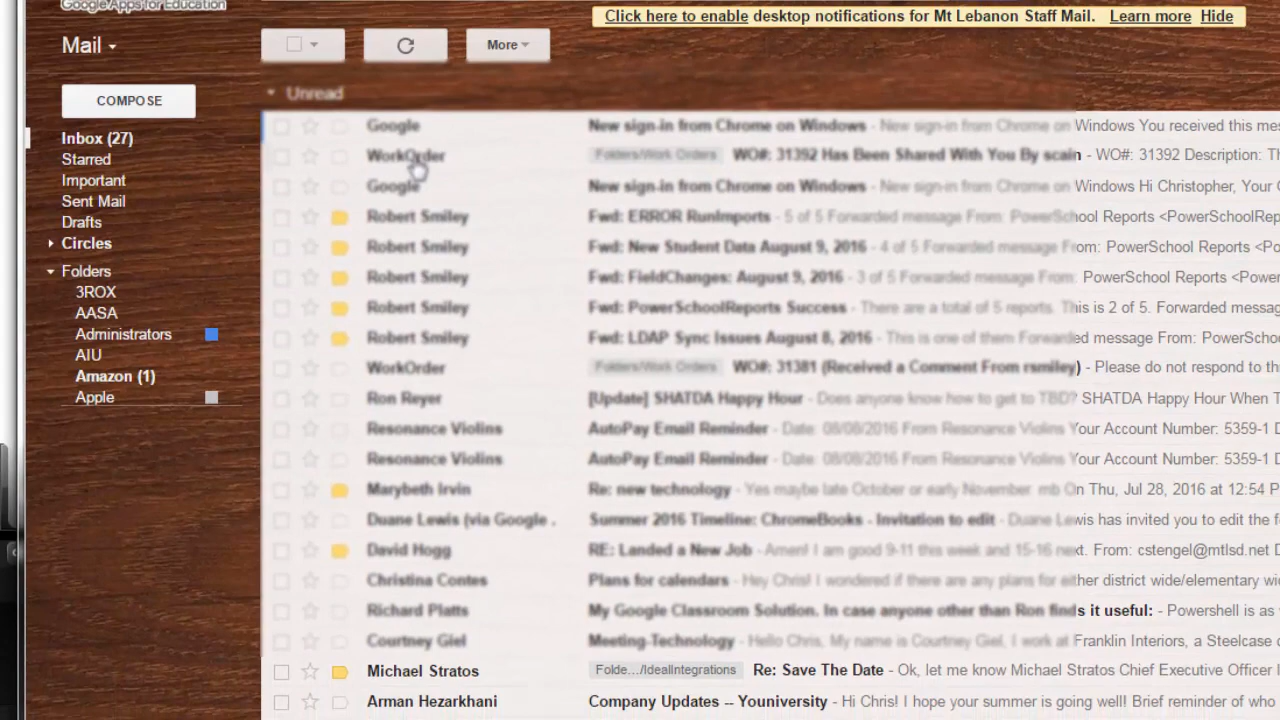 Google Apps for Education
Click here to enable desktop notifications for Mt Lebanon Staff Mail. Learn more Hide
Mail
More
COMPOSE
Unread
Inbox (27)
Starred
Important
Sent Mail
Drafts
Circles
Folders
3ROX
AASA
Administrators
AIU
Amazon (1)
Apple
Google New sign-in from Chrome on Windows - New sign-in from Chrome on Windows You received this me
WorkOrder Folders/Work Orders WO#: 31392 Has Been Shared With You By scain - WO#: 31392 Description: Th
Google New sign-in from Chrome on Windows - New sign-in from Chrome on Windows Hi Christopher, Your G
Robert Smiley Fwd: ERROR RunImports - 5 of 5 Forwarded message From: PowerSchool Reports <PowerSchoolRep
Robert Smiley Fwd: New Student Data August 9, 2016 - 4 of 5 Forwarded message From: PowerSchool Reports <Po
Robert Smiley Fwd: FieldChanges: August 9, 2016 - 3 of 5 Forwarded message From: PowerSchool Reports <Powe
Robert Smiley Fwd: PowerSchoolReports Success - There are a total of 5 reports. This is 2 of 5. Forwarded messag
Robert Smiley Fwd: LDAP Sync Issues August 8, 2016 - This is one of them Forwarded message From: PowerSchool
WorkOrder Folders/Work Orders WO#: 31381 (Received a Comment From rsmiley) - Please do not respond to th
Ron Reyer [Update] SHATDA Happy Hour - Does anyone know how to get to TBD? SHATDA Happy Hour When T
Resonance Violins AutoPay Email Reminder - Date: 08/08/2016 From Resonance Violins Your Account Number: 5359-1 D
Resonance Violins AutoPay Email Reminder - Date: 08/08/2016 From Resonance Violins Your Account Number: 5359-1 D
Marybeth Irvin Re: new technology - Yes maybe late October or early November. mb On Thu, Jul 28, 2016 at 12:54 P
Duane Lewis (via Google . Summer 2016 Timeline: ChromeBooks - Invitation to edit - Duane Lewis has invited you to edit the f
David Hogg RE: Landed a New Job - Amen! I am good 9-11 this week and 15-16 next. From: cstengel@mtlsd.net D
Christina Contes Plans for calendars - Hey Chris! I wondered if there are any plans for either district wide/elementary wi
Richard Platts My Google Classroom Solution. In case anyone other than Ron finds it useful: - Powershell is as
Courtney Giel Meeting-Technology - Hello Chris, My name is Courtney Giel. I work at Franklin Interiors, a Steelcase d
Michael Stratos Folde…/IdealIntegrations Re: Save The Date - Ok, let me know Michael Stratos Chief Executive Officer I
Arman Hezarkhani Company Updates -- Youniversity - Hi Chris! I hope your summer is going well! Brief reminder of who